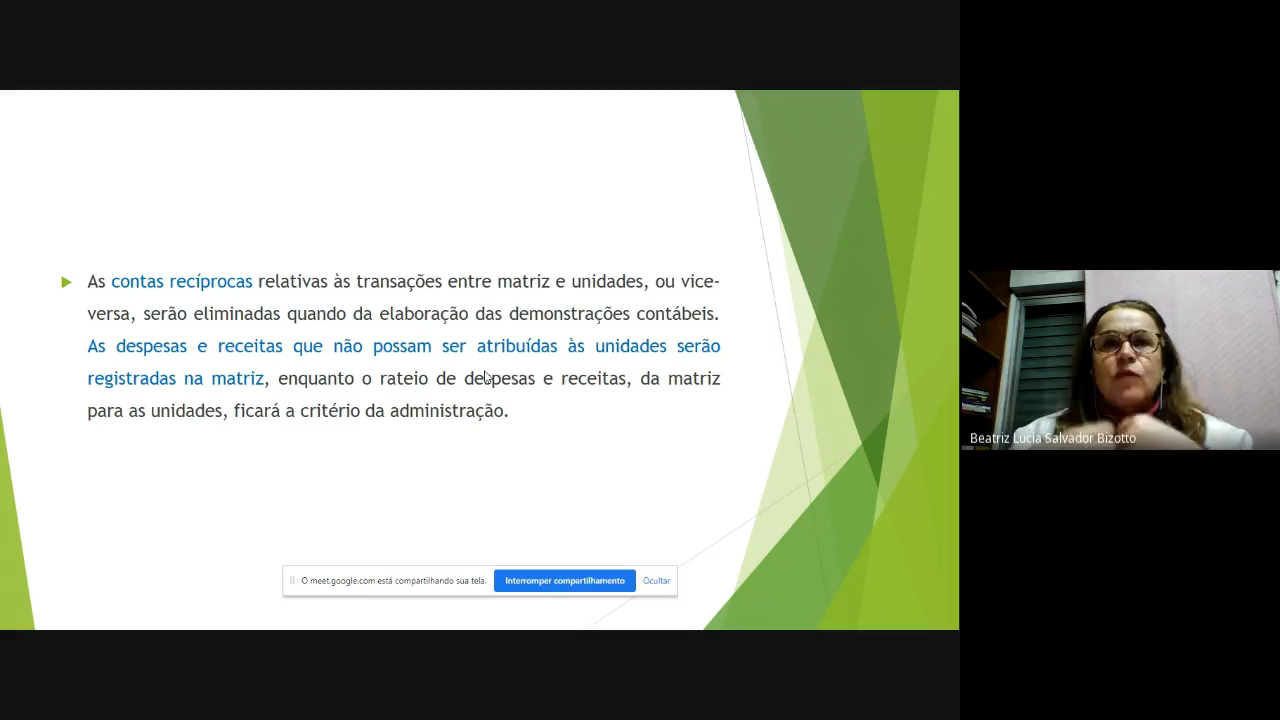 As contas recíprocas relativas às transações entre matriz e unidades, ou vice-
versa, serão eliminadas quando da elaboração das demonstrações contábeis.
As despesas e receitas que não possam ser atribuídas às unidades serão
registradas na matriz, enquanto o rateio de despesas e receitas, da matriz
para as unidades, ficará a critério da administração.
O meet.google.com está compartilhando sua tela. Interromper compartilhamento Ocultar
Beatriz Lucia Salvador Bizotto